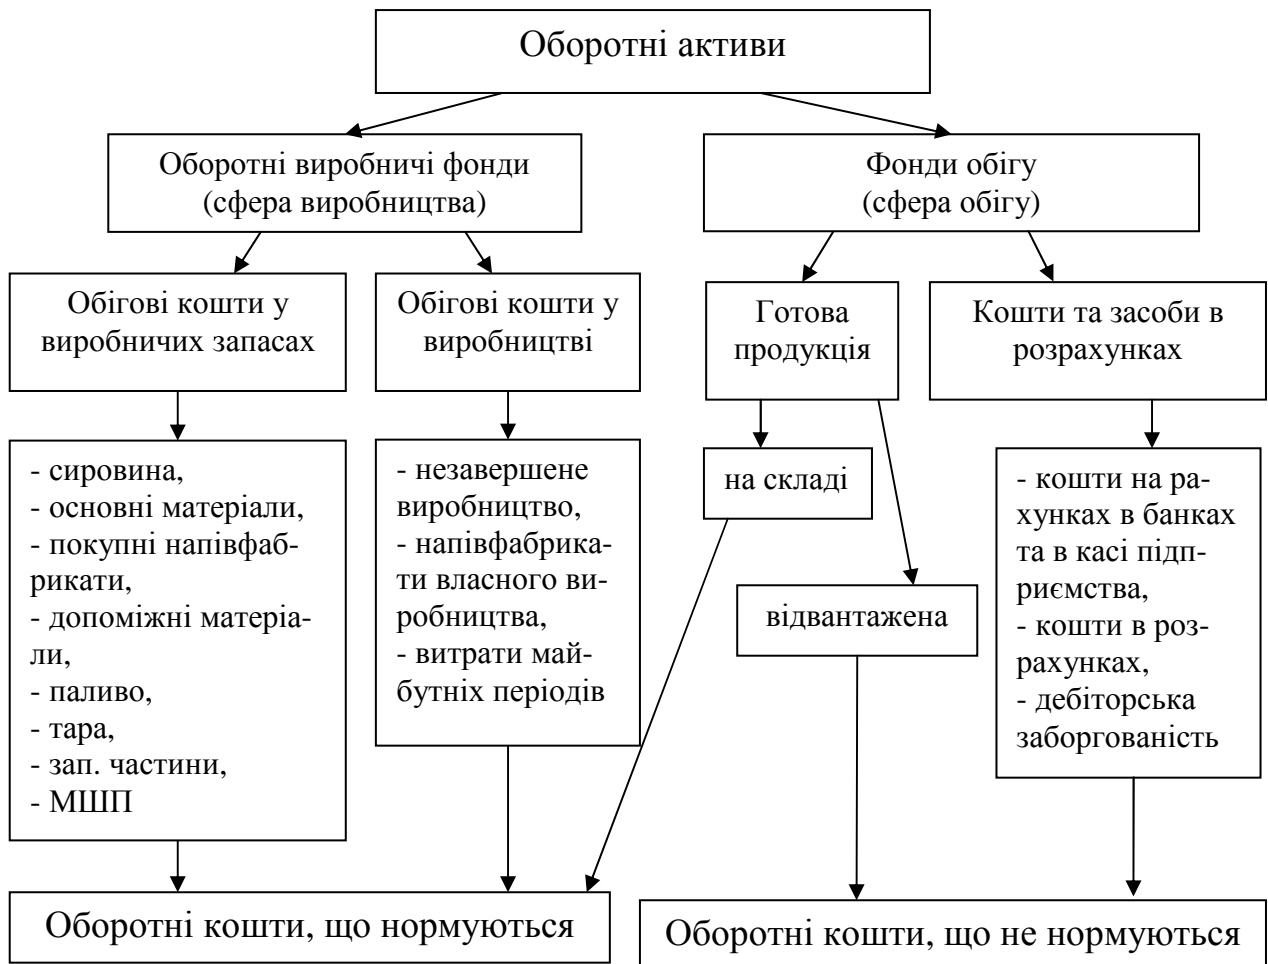 Оборотні активи
Оборотні виробничі фонди
(сфера виробництва)
Фонди обігу
(сфера обігу)
Обігові кошти у
виробничих запасах
Обігові кошти у
виробництві
Готова
продукція
Кошти та засоби в
розрахунках
- сировина,
- основні матеріали,
- покупні напівфаб-
рикати,
- допоміжні матеріа-
ли,
- паливо,
- тара,
- зап. частини,
- МШП
- незавершене
виробництво,
- напівфабрика-
ти власного ви-
робництва,
- витрати май-
бутніх періодів
на складі
відвантажена
- кошти на ра-
хунках в банках
та в касі підп-
риємства,
- кошти в роз-
рахунках,
- дебіторська
заборгованість
Оборотні кошти, що нормуються
Оборотні кошти, що не нормуються